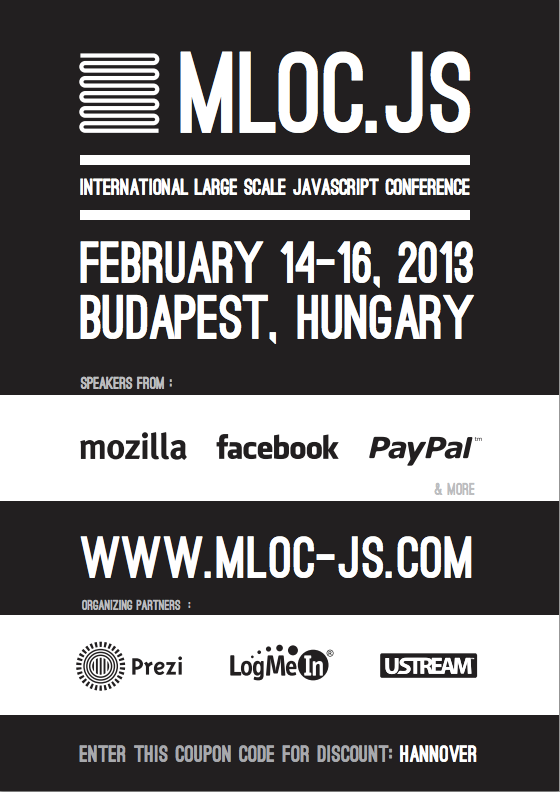 MLOC.JS
INTERNATIONAL LARGE SCALE JAVASCRIPT CONFERENCE
FEBRUARY 14-16, 2013
BUDAPEST, HUNGARY
SPEAKERS FROM :
mozilla facebook PayPal™
& MORE
WWW.MLOC-JS.COM
ORGANIZING PARTNERS :
Prezi LogMeIn® USTREAM
ENTER THIS COUPON CODE FOR DISCOUNT: HANNOVER